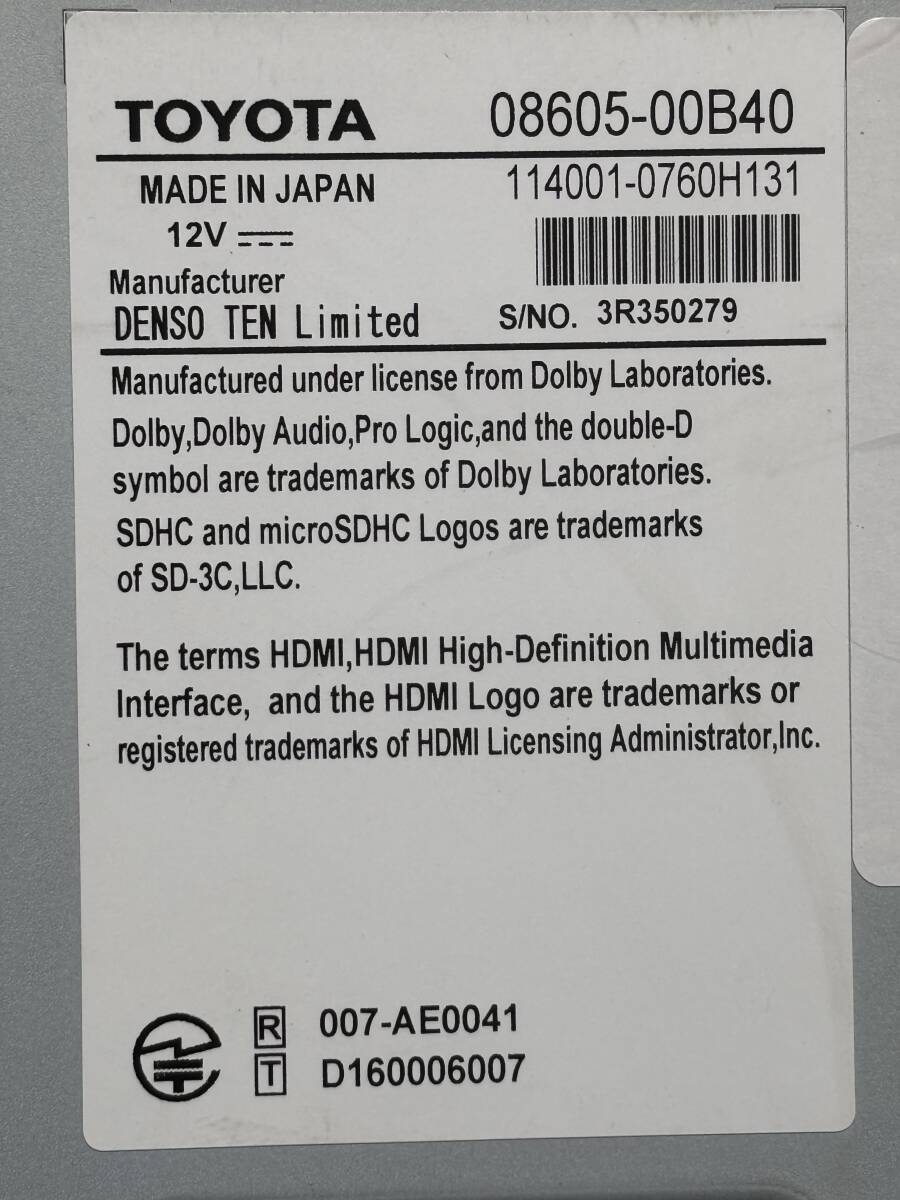 TOYOTA 08605-00B40
MADE IN JAPAN 114001-0760H131
12V
Manufacturer
DENSO TEN Limited S/NO. 3R350279
Manufactured under license from Dolby Laboratories.
Dolby,Dolby Audio,Pro Logic,and the double-D
symbol are trademarks of Dolby Laboratories.
SDHC and microSDHC Logos are trademarks
of SD-3C,LLC.
The terms HDMI,HDMI High-Definition Multimedia
Interface, and the HDMI Logo are trademarks or
registered trademarks of HDMI Licensing Administrator,Inc.
R 007-AE0041
T D160006007